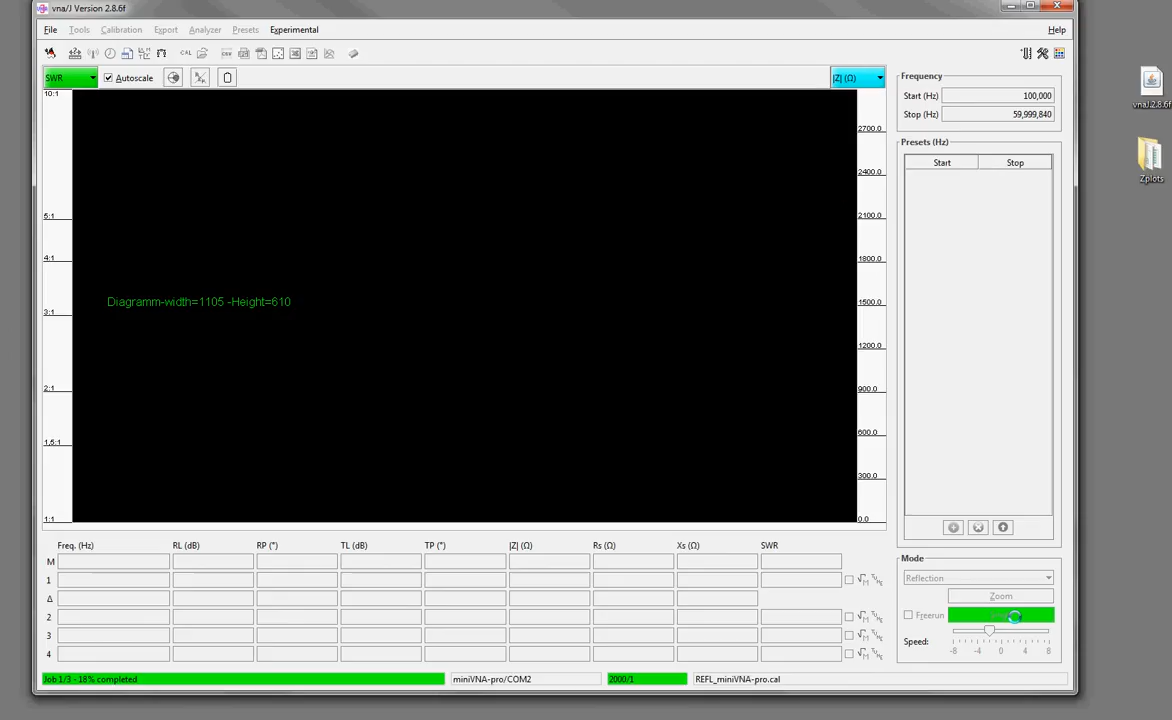 vna/J Version 2.8.6f
File Tools Calibration Export Analyzer Presets Experimental Help
CAL
SWR Autoscale |Z| (Ω)
10:1
5:1
4:1
3:1
2:1
1,5:1
1:1
2700.0
2400.0
2100.0
1800.0
1500.0
1200.0
900.0
600.0
300.0
0.0
Diagramm-width=1105 -Height=610
Frequency
Start (Hz) 100,000
Stop (Hz) 59,999,840
Presets (Hz)
Start Stop
Freq. (Hz) RL (dB) RP (°) TL (dB) TP (°) |Z| (Ω) Rs (Ω) Xs (Ω) SWR
M
1
Δ
2
3
4
Mode
Reflection
Zoom
Freerun
Speed:
-8 -4 0 4 8
Job 1/3 - 18% completed miniVNA-pro/COM2 2000/1 REFL_miniVNA-pro.cal
vnaJ.2.8.6f
Zplots